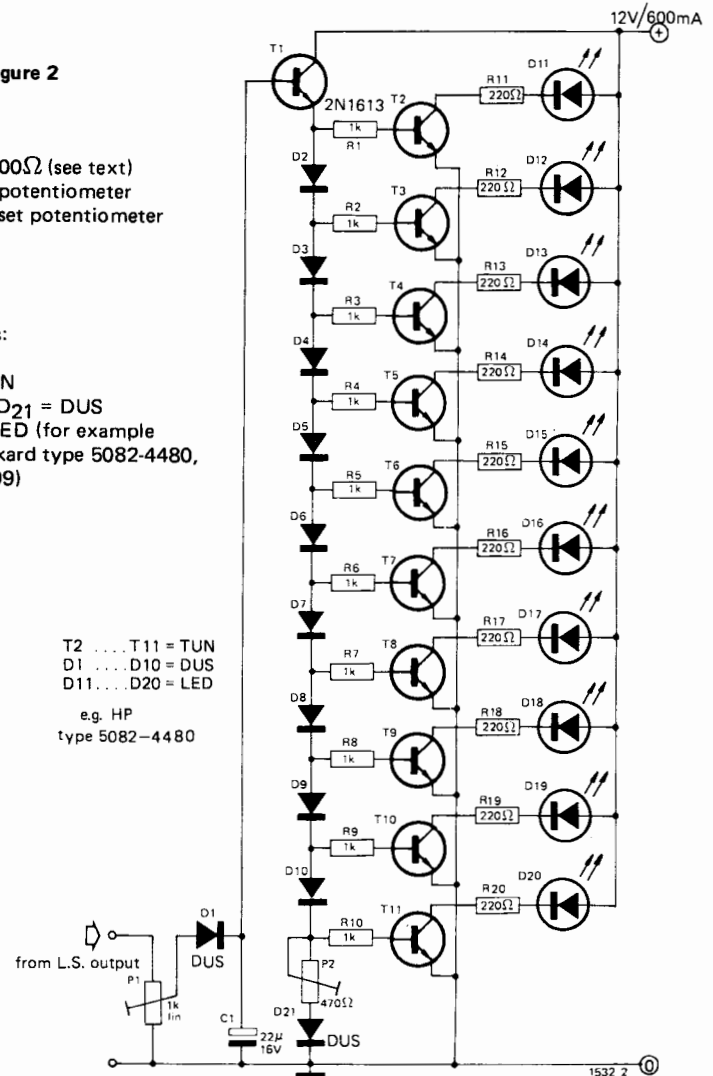 12V/600mA
T1
gure 2
D11
R11
220Ω
2N1613
T2
1k
R1
00Ω (see text)
potentiometer
set potentiometer
D2
D12
R12
220Ω
T3
R2
1k
D3
D13
R13
220Ω
T4
R3
1k
s:
N
D21 = DUS
ED (for example
kard type 5082-4480,
99)
D4
D14
R14
220Ω
T5
R4
1k
D5
D15
R15
220Ω
T6
R5
1k
D6
D16
R16
220Ω
T7
R6
1k
D7
D17
R17
220Ω
T8
R7
1k
T2 .... T11 = TUN
D1 .... D10 = DUS
D11 .... D20 = LED
e.g. HP
type 5082-4480
D8
D18
R18
220Ω
T9
R8
1k
D9
D19
R19
220Ω
T10
R9
1k
D10
D20
R20
220Ω
T11
R10
1k
D1
DUS
from L.S. output
P1
1k
lin
P2
470Ω
C1
22µ
16V
D21
DUS
0
1532 2